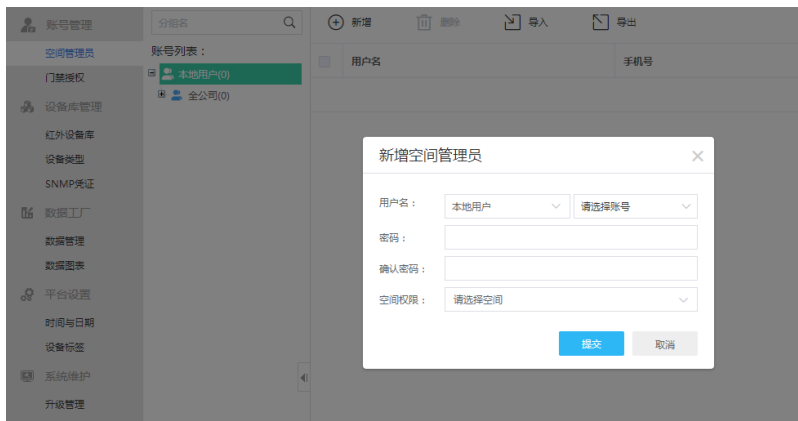 账号管理
空间管理员
门禁授权
设备库管理
红外设备库
设备类型
SNMP凭证
数据工厂
数据管理
数据图表
平台设置
时间与日期
设备标签
系统维护
升级管理
分组名
账号列表：
本地用户(0)
全公司(0)
新增 删除 导入 导出
用户名 手机号
新增空间管理员
用户名： 本地用户 请选择账号
密码：
确认密码：
空间权限： 请选择空间
提交 取消